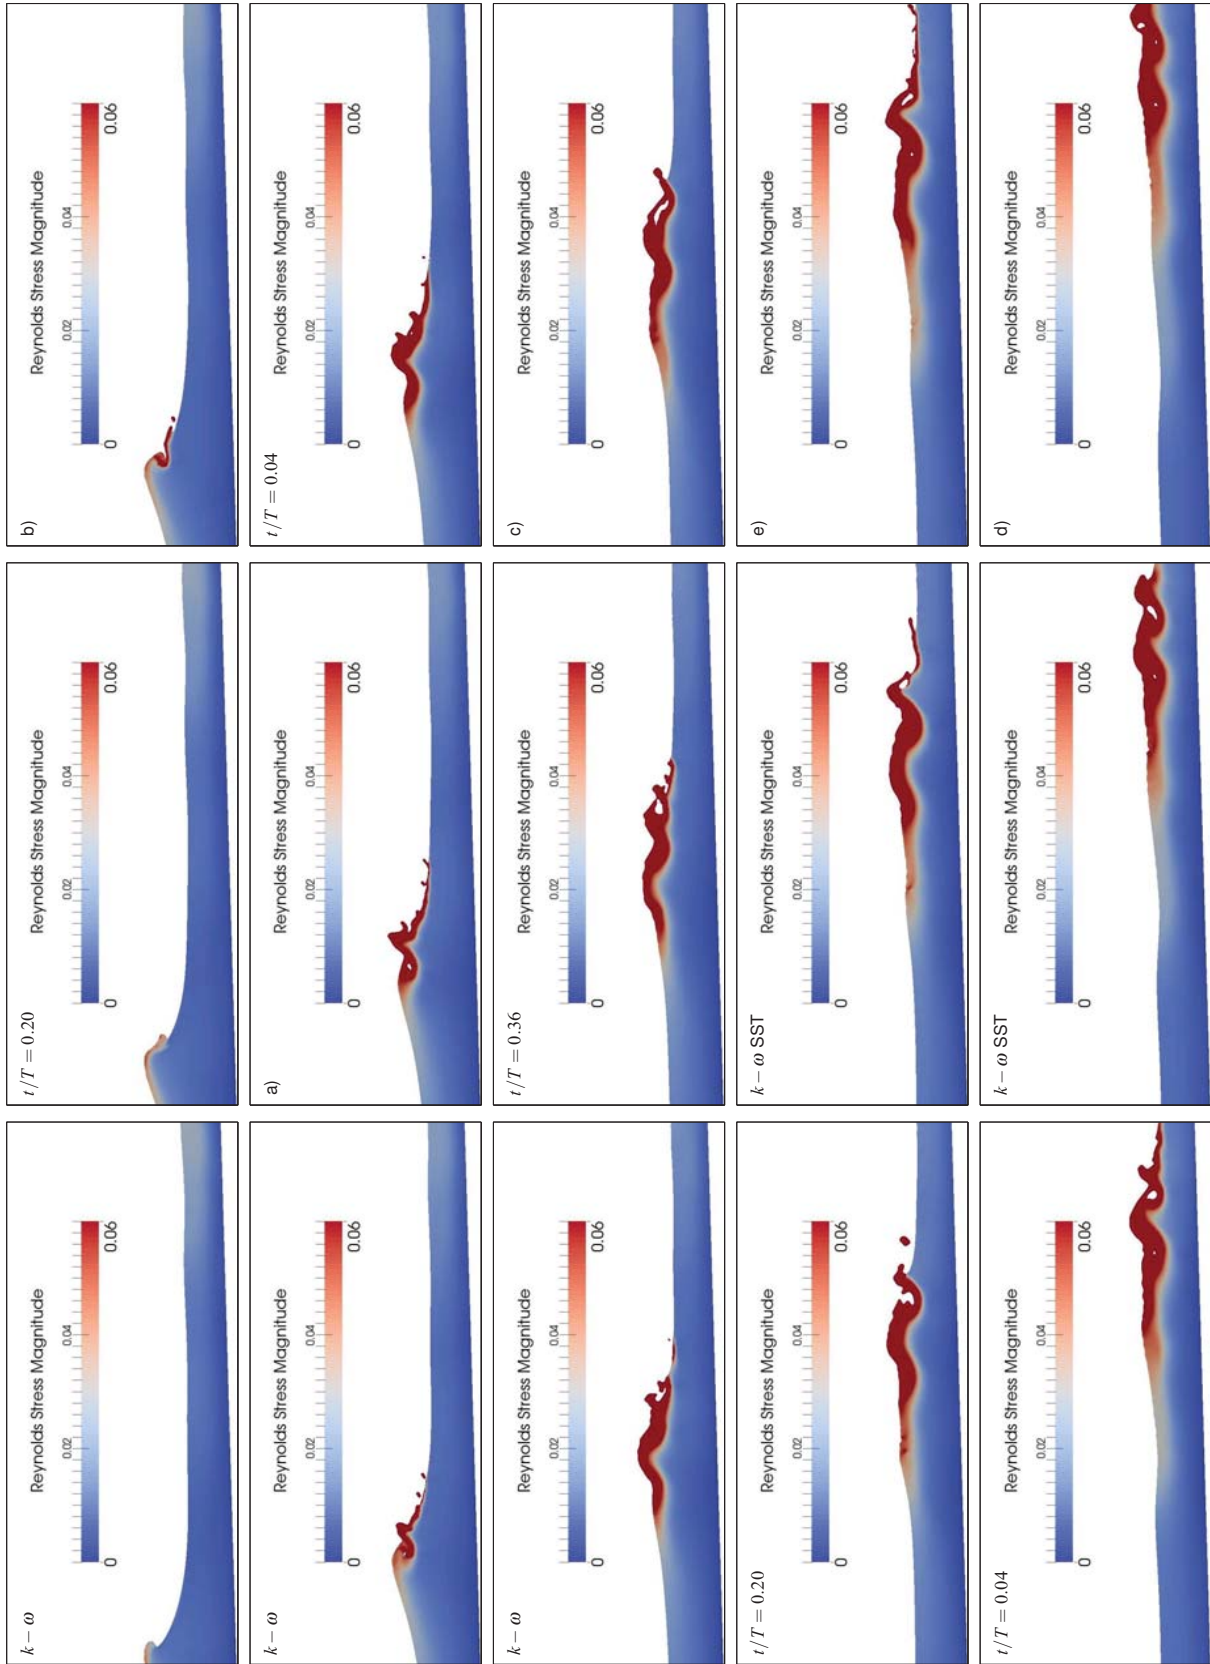 k − ω
Reynolds Stress Magnitude
0.02 0.04
0 0.06
t/T = 0.20
Reynolds Stress Magnitude
0.02 0.04
0 0.06
b)
Reynolds Stress Magnitude
0.02 0.04
0 0.06
k − ω
Reynolds Stress Magnitude
0.02 0.04
0 0.06
a)
Reynolds Stress Magnitude
0.02 0.04
0 0.06
t/T = 0.04
Reynolds Stress Magnitude
0.02 0.04
0 0.06
k − ω
Reynolds Stress Magnitude
0.02 0.04
0 0.06
t/T = 0.36
Reynolds Stress Magnitude
0.02 0.04
0 0.06
c)
Reynolds Stress Magnitude
0.02 0.04
0 0.06
t/T = 0.20
Reynolds Stress Magnitude
0.02 0.04
0 0.06
k − ω SST
Reynolds Stress Magnitude
0.02 0.04
0 0.06
e)
Reynolds Stress Magnitude
0.02 0.04
0 0.06
t/T = 0.04
Reynolds Stress Magnitude
0.02 0.04
0 0.06
k − ω SST
Reynolds Stress Magnitude
0.02 0.04
0 0.06
d)
Reynolds Stress Magnitude
0.02 0.04
0 0.06